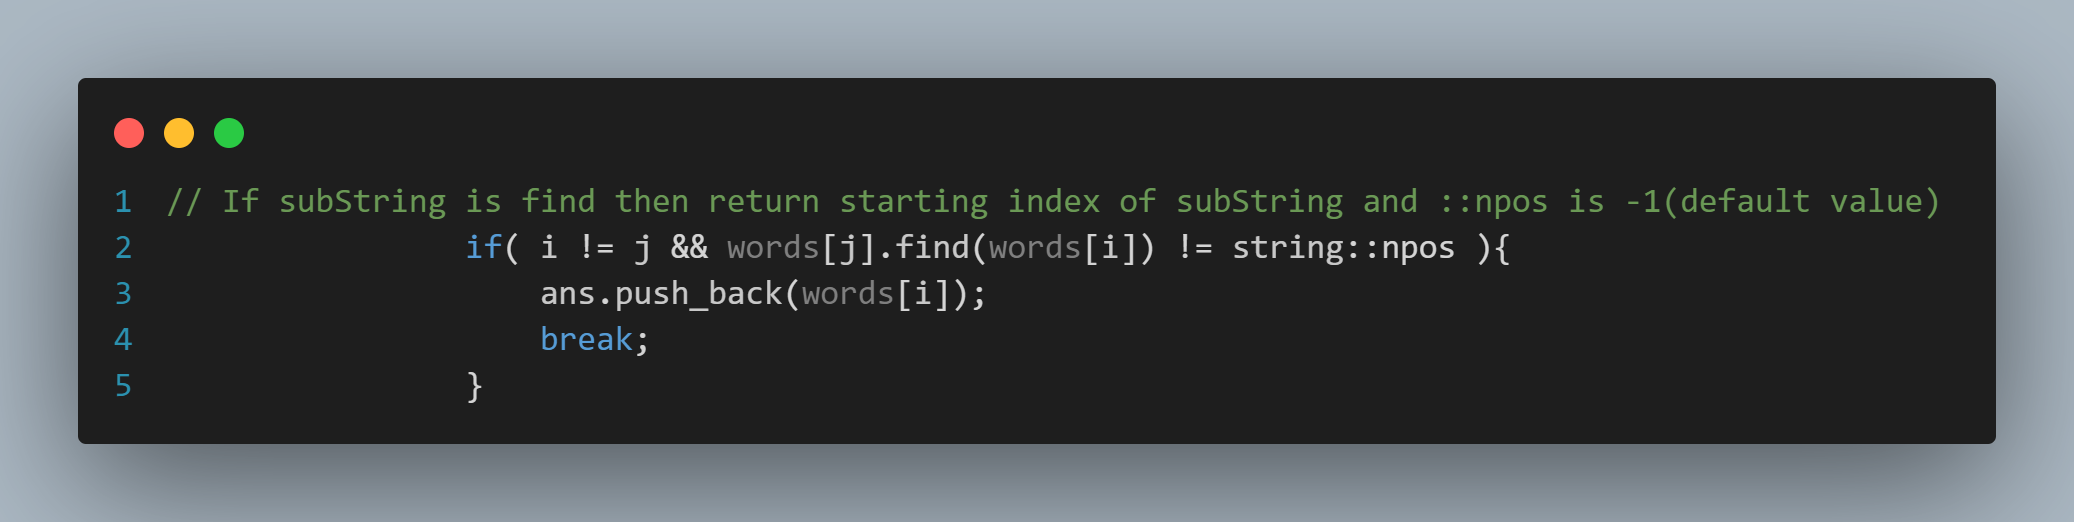 1 // If subString is find then return starting index of subString and ::npos is -1(default value)
2                 if( i != j && words[j].find(words[i]) != string::npos ){
3                     ans.push_back(words[i]);
4                     break;
5                 }